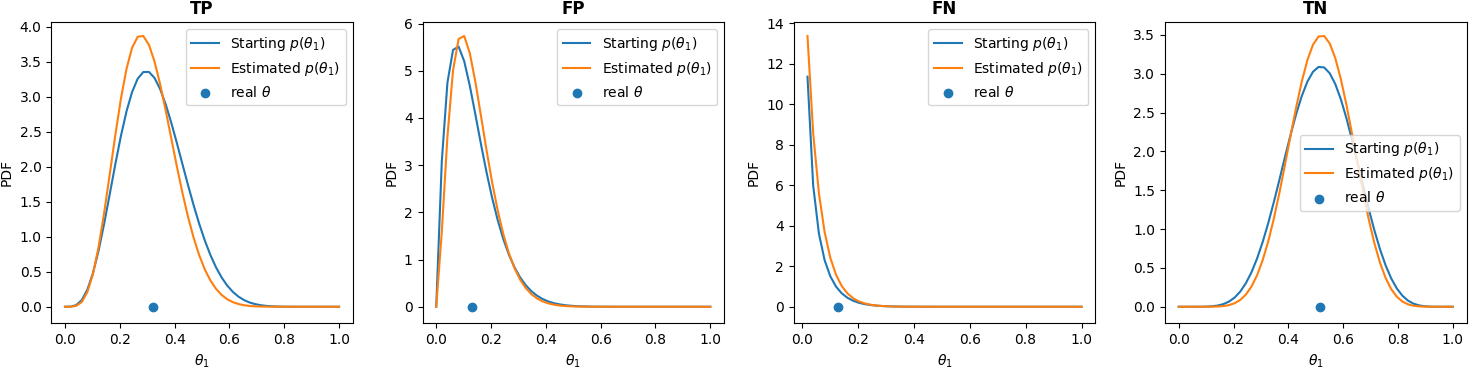 TP
4.0
3.5
3.0
2.5
2.0
1.5
1.0
0.5
0.0
PDF
0.0 0.2 0.4 0.6 0.8 1.0
θ₁
Starting p(θ₁)
Estimated p(θ₁)
real θ
FP
6
5
4
3
2
1
0
PDF
0.0 0.2 0.4 0.6 0.8 1.0
θ₁
Starting p(θ₁)
Estimated p(θ₁)
real θ
FN
14
12
10
8
6
4
2
0
PDF
0.0 0.2 0.4 0.6 0.8 1.0
θ₁
Starting p(θ₁)
Estimated p(θ₁)
real θ
TN
3.5
3.0
2.5
2.0
1.5
1.0
0.5
0.0
PDF
0.0 0.2 0.4 0.6 0.8 1.0
θ₁
Starting p(θ₁)
Estimated p(θ₁)
real θ